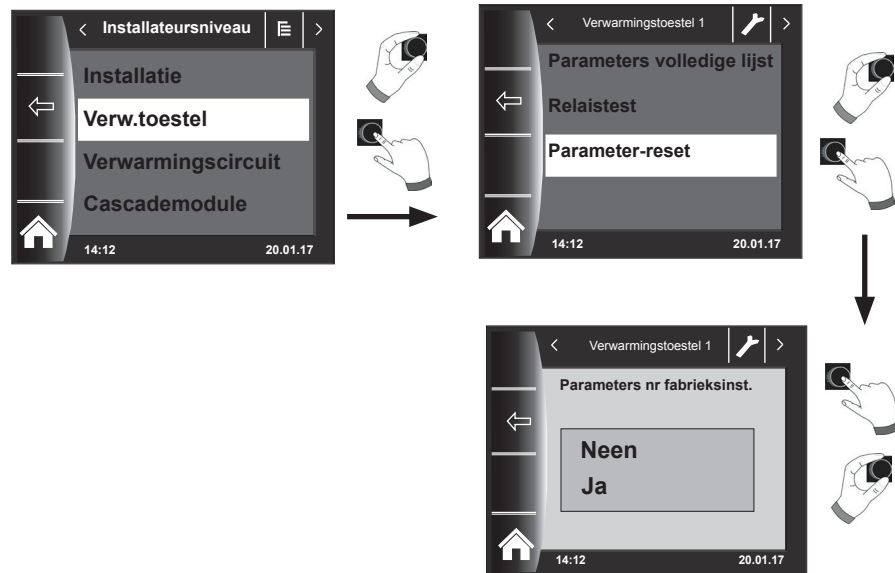 Installateursniveau
Installatie
Verw.toestel
Verwarmingscircuit
Cascademodule
14:12 20.01.17
Verwarmingstoestel 1
Parameters volledige lijst
Relaistest
Parameter-reset
14:12 20.01.17
Verwarmingstoestel 1
Parameters nr fabrieksinst.
Neen
Ja
14:12 20.01.17